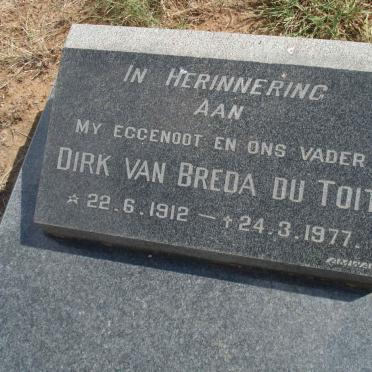 IN HERINNERING
AAN
MY EGGENOOT EN ONS VADER
DIRK VAN BREDA DU TOIT
* 22.6.1912 — † 24.3.1977.